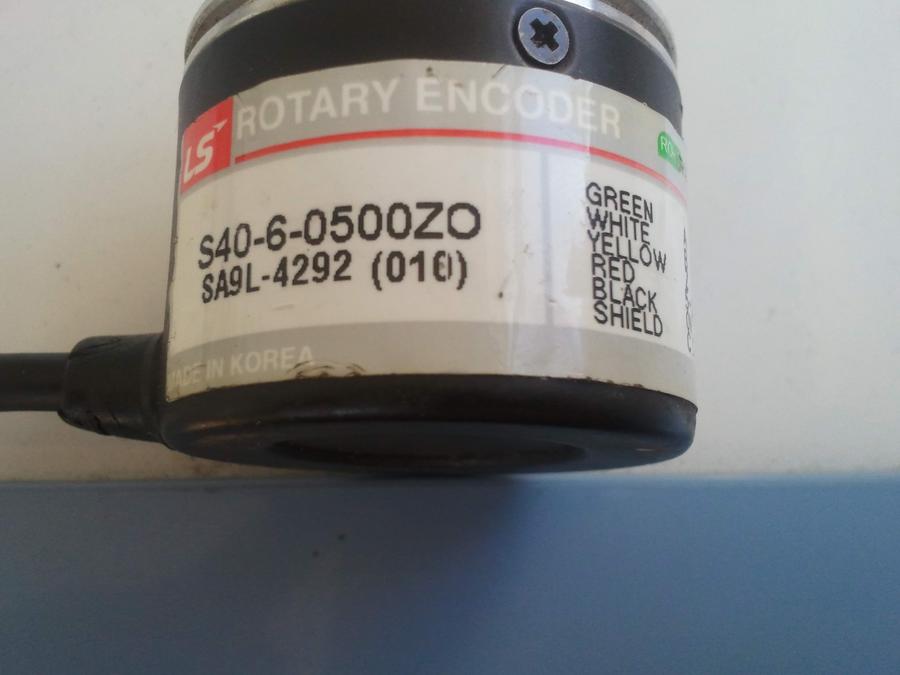 LS ROTARY ENCODER
S40-6-0500ZO
SA9L-4292 (010)
MADE IN KOREA
GREEN
WHITE
YELLOW
RED
BLACK
SHIELD